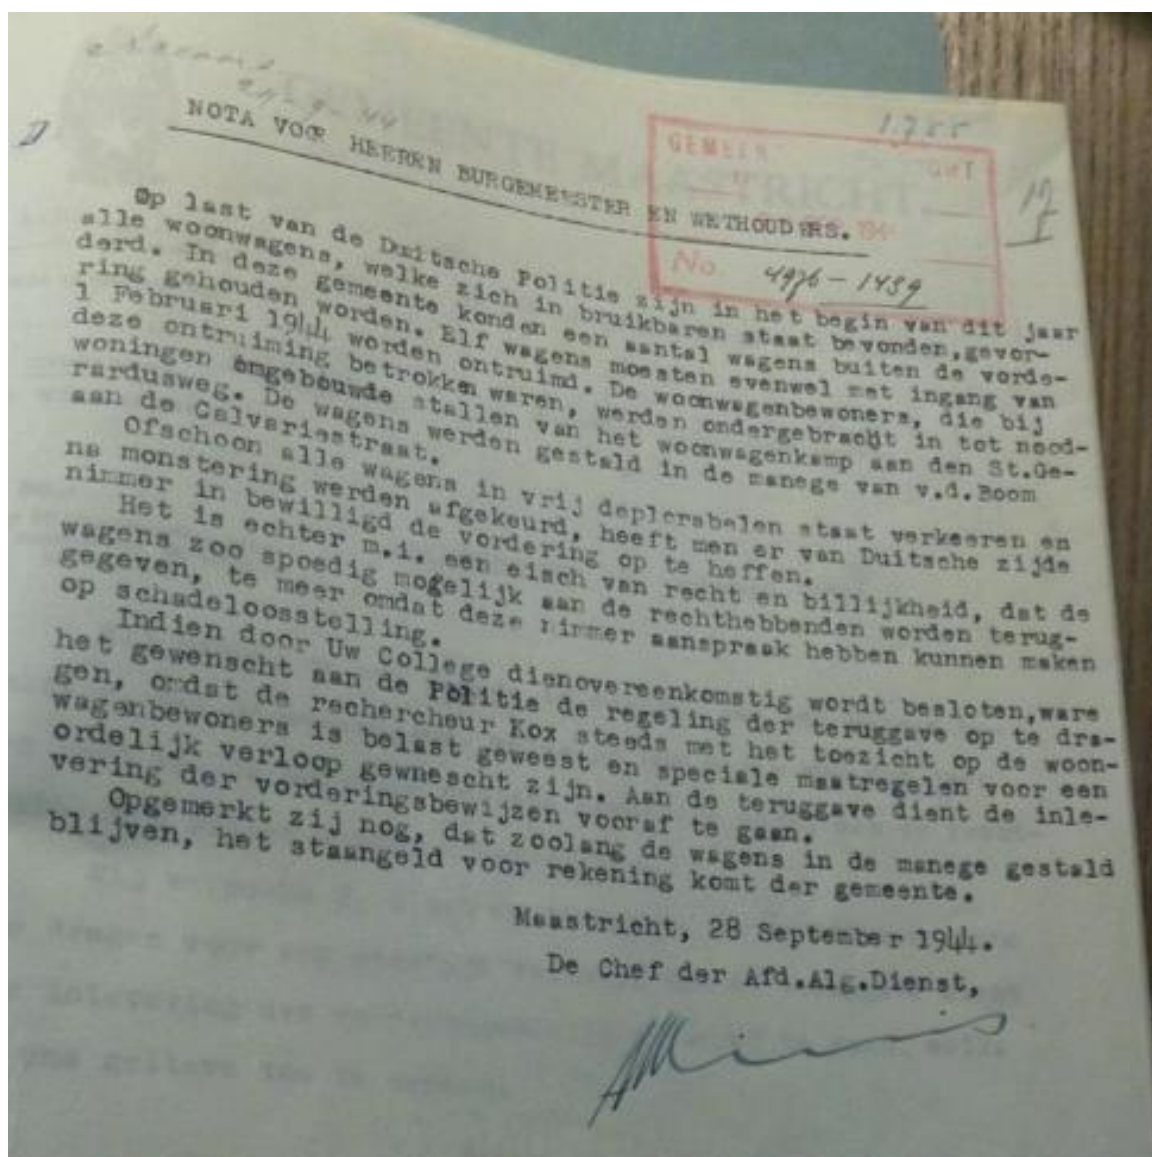 1.755
NOTA VOOR HEEREN BURGEMEESTER EN WETHOUDERS.
GEMEE
No. 4976-1439
17
Op last van de Duitsche Politie zijn in het begin van dit jaar
alle woonwagens, welke zich in bruikbaren staat bevonden,gevor-
derd. In deze gemeente konden een aantal wagens buiten de vorde-
ring gehouden worden. Elf wagens moesten evenwel met ingang van
1 Februari 1944 worden ontruimd. De woonwagenbewoners, die bij
deze ontruiming betrokken waren, werden ondergebracht in tot nood-
woningen omgebouwde stallen van het woonwagenkamp aan den St.Ge-
rardusweg. De wagens werden gestald in de manege van v.d.Boom
aan de Calvariestraat.
Ofschoon alle wagens in vrij deplorabelen staat verkeeren en
na monstering werden afgekeurd, heeft men er van Duitsche zijde
nimmer in bewilligd de vordering op te heffen.
Het is echter m.i. een eisch van recht en billijkheid, dat de
wagens zoo spoedig mogelijk aan de rechthebbenden worden terug-
gegeven, te meer omdat deze nimmer aanspraak hebben kunnen maken
op schadeloosstelling.
Indien door Uw College dienovereenkomstig wordt besloten,ware
het gewenscht aan de Politie de regeling der teruggave op te dra-
gen, omdat de rechercheur Kox steeds met het toezicht op de woon-
wagenbewoners is belast geweest en speciale maatregelen voor een
ordelijk verloop gewnescht zijn. Aan de teruggave dient de inle-
vering der vorderingsbewijzen vooraf te gaan.
Opgemerkt zij nog, dat zoolang de wagens in de manege gestald
blijven, het staangeld voor rekening komt der gemeente.
Maastricht, 28 September 1944.
De Chef der Afd.Alg.Dienst,